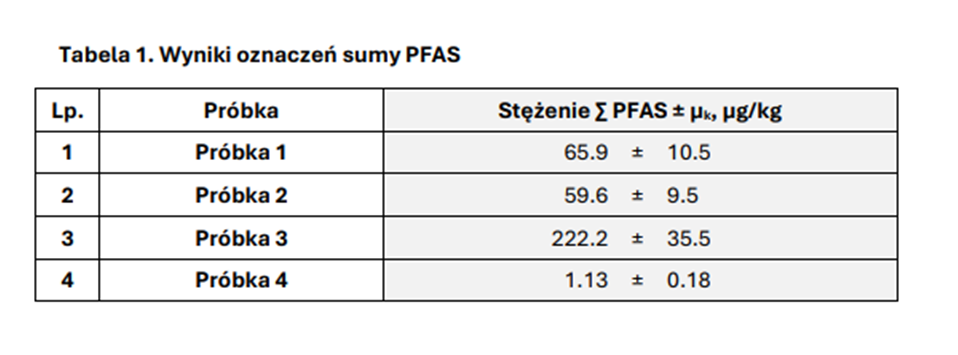 Tabela 1. Wyniki oznaczeń sumy PFAS
Lp. Próbka Stężenie ∑ PFAS ± μₖ, μg/kg
1 Próbka 1 65.9 ± 10.5
2 Próbka 2 59.6 ± 9.5
3 Próbka 3 222.2 ± 35.5
4 Próbka 4 1.13 ± 0.18